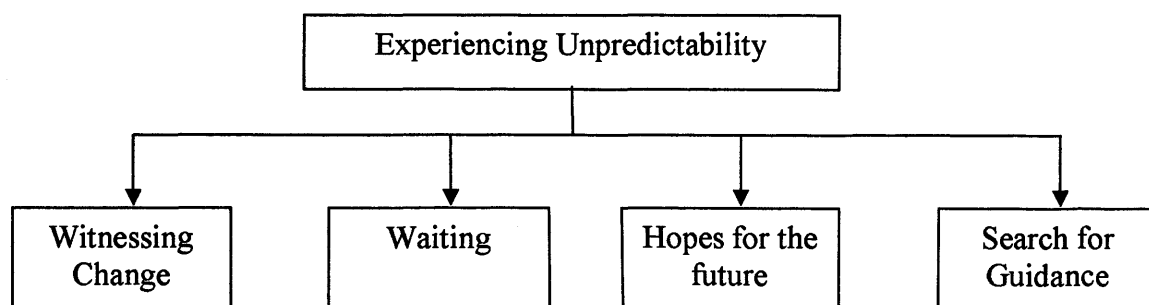 Experiencing Unpredictability
Witnessing
Change
Waiting
Hopes for the
future
Search for
Guidance